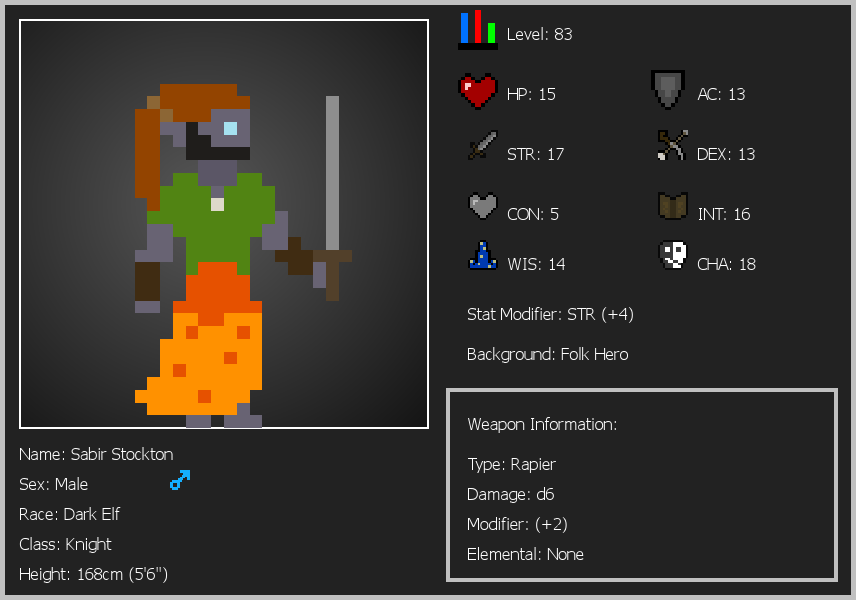 Level: 83
HP: 15
AC: 13
STR: 17
DEX: 13
CON: 5
INT: 16
WIS: 14
CHA: 18
Stat Modifier: STR (+4)
Background: Folk Hero
Weapon Information:
Type: Rapier
Damage: d6
Modifier: (+2)
Elemental: None
Name: Sabir Stockton
Sex: Male
Race: Dark Elf
Class: Knight
Height: 168cm (5'6")